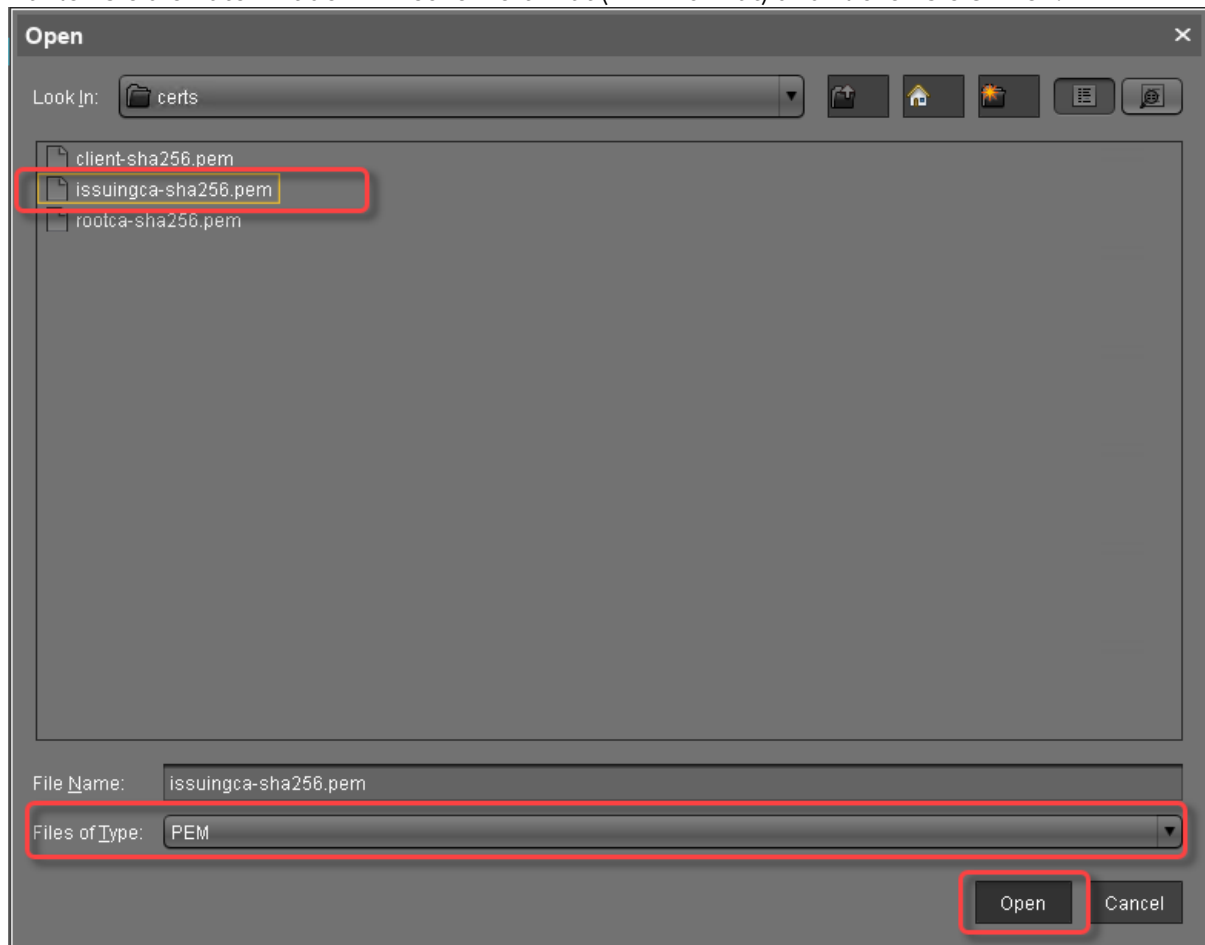 Open
Look In: certs
client-sha256.pem
issuingca-sha256.pem
rootca-sha256.pem
File Name: issuingca-sha256.pem
Files of Type: PEM
Open Cancel